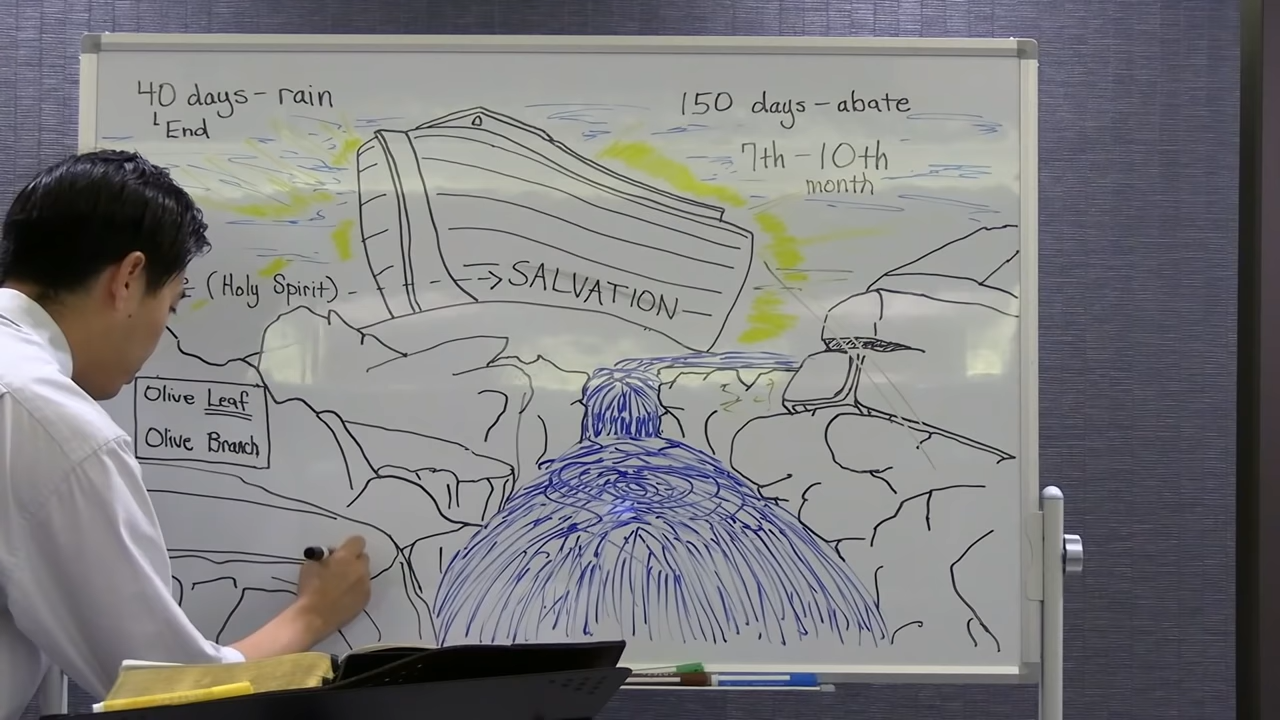 40 days - rain
End
150 days - abate
7th - 10th
month
(Holy Spirit) --> SALVATION
Olive Leaf
Olive Branch